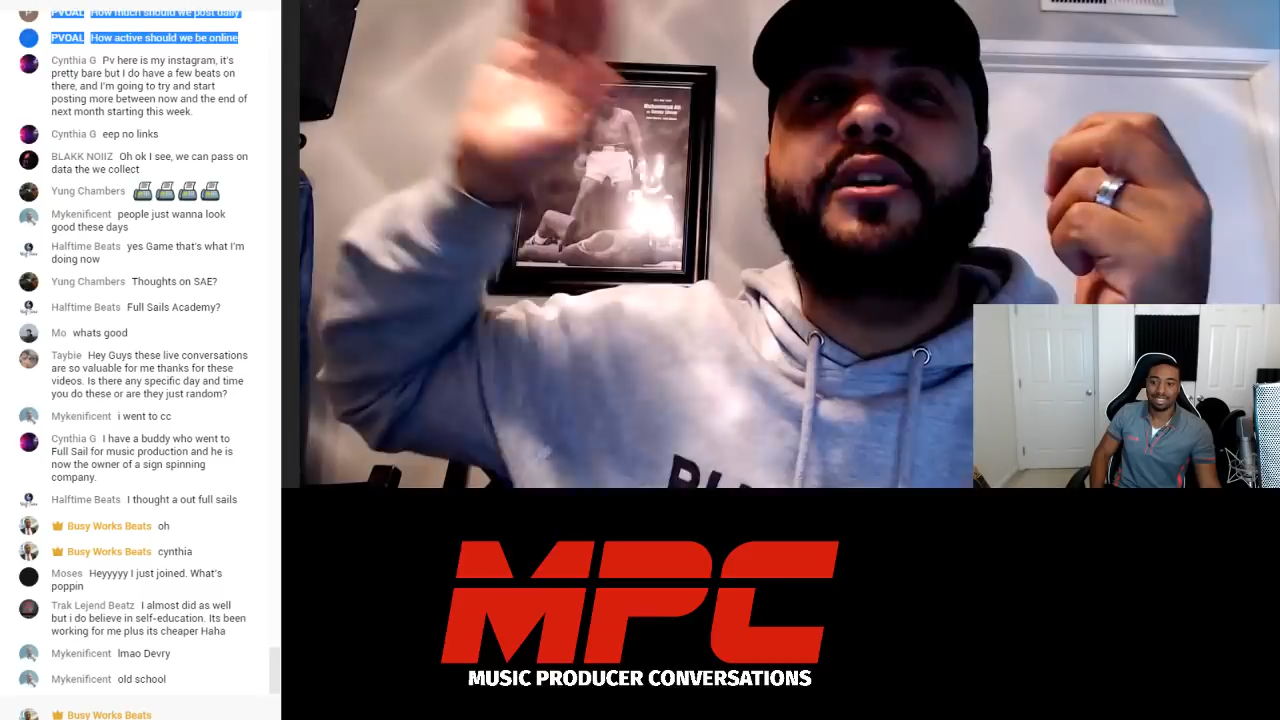 PVOAL How much should we post daily
PVOAL How active should we be online
Cynthia G Pv here is my instagram, it's
pretty bare but I do have a few beats on
there, and I'm going to try and start
posting more between now and the end of
next month starting this week.
Cynthia G eep no links
BLAKK NOIIZ Oh ok I see, we can pass on
data the we collect
Yung Chambers
Mykenificent people just wanna look
good these days
Halftime Beats yes Game that's what I'm
doing now
Yung Chambers Thoughts on SAE?
Halftime Beats Full Sails Academy?
Mo whats good
Taybie Hey Guys these live conversations
are so valuable for me thanks for these
videos. Is there any specific day and time
you do these or are they just random?
Mykenificent i went to cc
Cynthia G I have a buddy who went to
Full Sail for music production and he is
now the owner of a sign spinning
company.
Halftime Beats I thought a out full sails
Busy Works Beats oh
Busy Works Beats cynthia
Moses Heyyyyy I just joined. What's
poppin
Trak Lejend Beatz I almost did as well
but i do believe in self-education. Its been
working for me plus its cheaper Haha
Mykenificent lmao Devry
Mykenificent old school
Busy Works Beats
Muhammad Ali
MPC
MUSIC PRODUCER CONVERSATIONS